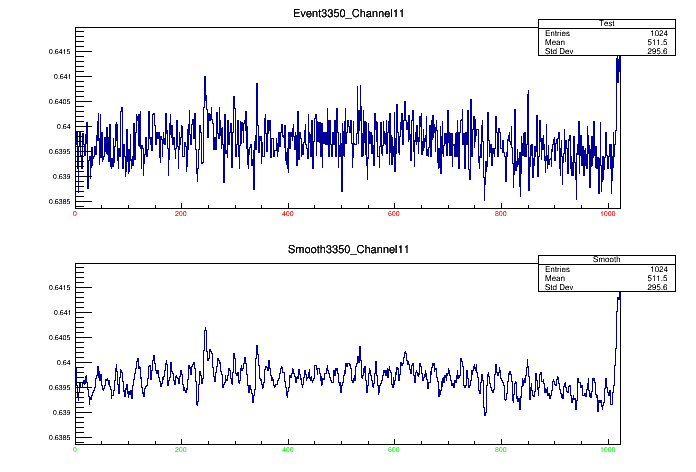 Event3350_Channel11
Test
Entries 1024
Mean 511.5
Std Dev 295.6
0.6415
0.641
0.6405
0.64
0.6395
0.639
0.6385
0 200 400 600 800 1000
Smooth3350_Channel11
Smooth
Entries 1024
Mean 511.5
Std Dev 295.6
0.6415
0.641
0.6405
0.64
0.6395
0.639
0.6385
0 200 400 600 800 1000